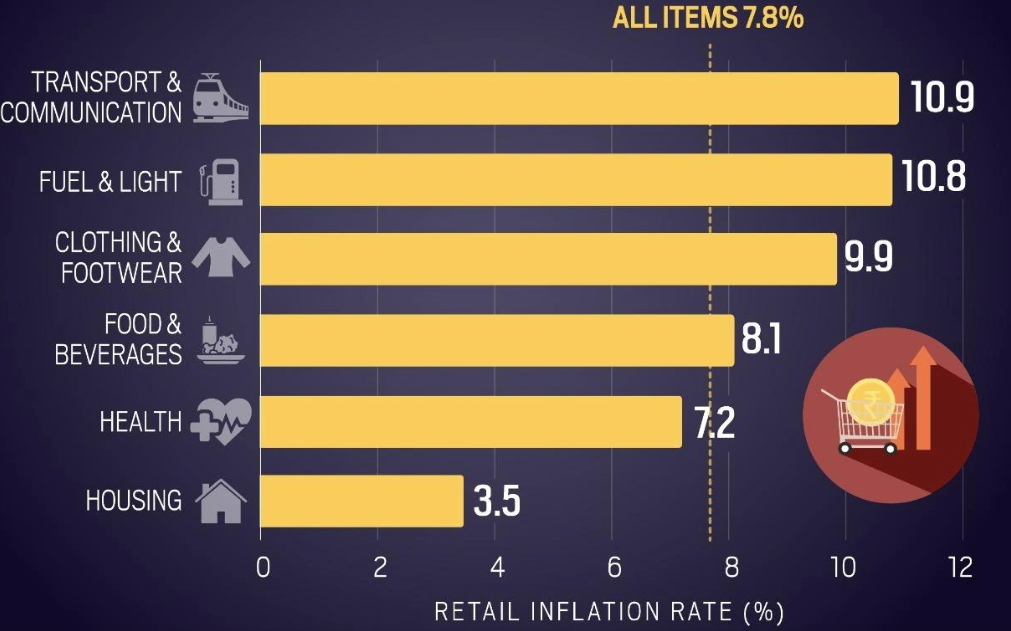 ALL ITEMS 7.8%
TRANSPORT &
COMMUNICATION
10.9
FUEL & LIGHT
10.8
CLOTHING &
FOOTWEAR
9.9
FOOD &
BEVERAGES
8.1
HEALTH
7.2
HOUSING
3.5
0 2 4 6 8 10 12
RETAIL INFLATION RATE (%)
₹